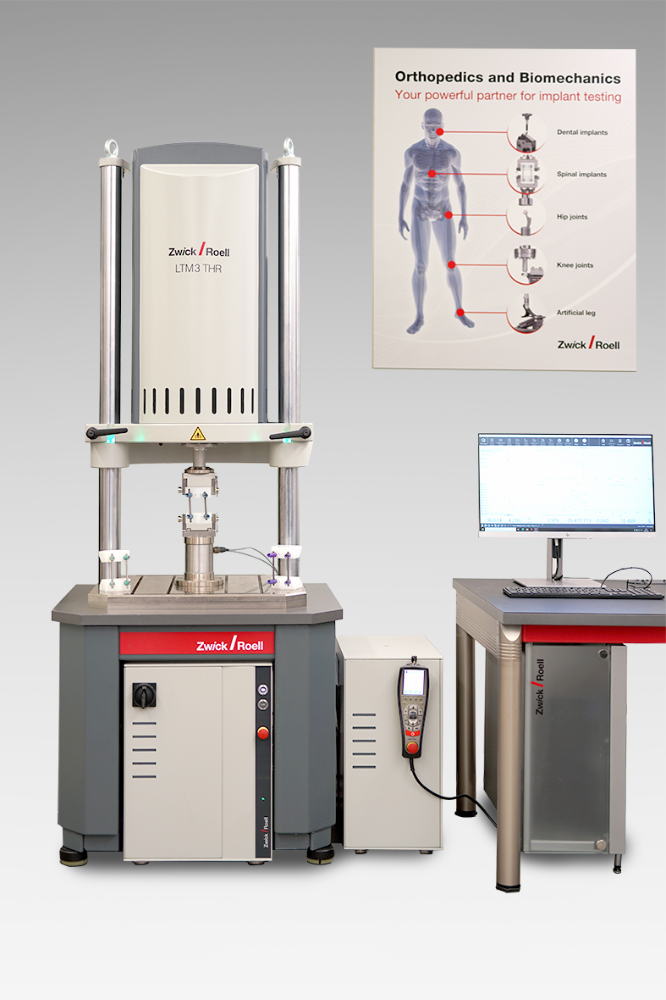 Orthopedics and Biomechanics
Your powerful partner for implant testing
Dental implants
Spinal implants
Hip joints
Knee joints
Artificial leg
Zwick / Roell
Zwick / Roell
LTM3 THR
Zwick / Roell
Zwick / Roell
Zwick / Roell